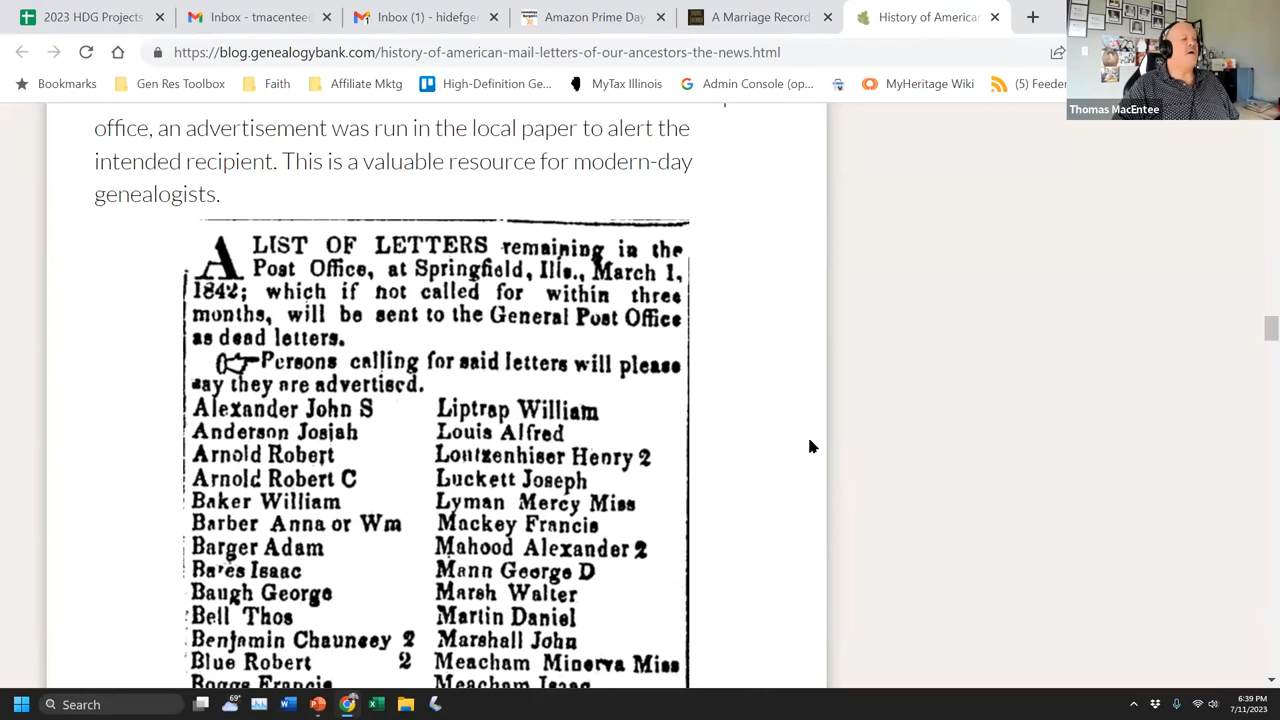 2023 HDG Projects
Inbox - tmacentee@
Inbox (1) hidefgen
Amazon Prime Day
A Marriage Record
History of America
https://blog.genealogybank.com/history-of-american-mail-letters-of-our-ancestors-the-news.html
Bookmarks
Gen Res Toolbox
Faith
Affiliate Mktg
High-Definition Ge...
MyTax Illinois
Admin Console (op...
MyHeritage Wiki
(5) Feeder
Thomas MacEntee
office, an advertisement was run in the local paper to alert the
intended recipient. This is a valuable resource for modern-day
genealogists.
A LIST OF LETTERS remaining in the
Post Office, at Springfield, Ills., March 1,
1842; which if not called for within three
months, will be sent to the General Post Office
as dead letters.
Persons calling for said letters will please
say they are advertised.
Alexander John S Liptrap William
Anderson Josiah Louis Alfred
Arnold Robert Lontzenhiser Henry 2
Arnold Robert C Luckett Joseph
Baker William Lyman Mercy Miss
Barber Anna or Wm Mackey Francis
Barger Adam Mahood Alexander 2
Isaac Mann George D
Baugh George Marsh Walter
Bell Thos Martin Daniel
Benjamin Chauncey 2 Marshall John
Blue Robert 2 Meacham Minerva Miss
Boggs Francis Meacham Isaac
Search
69°
6:39 PM
7/11/2023